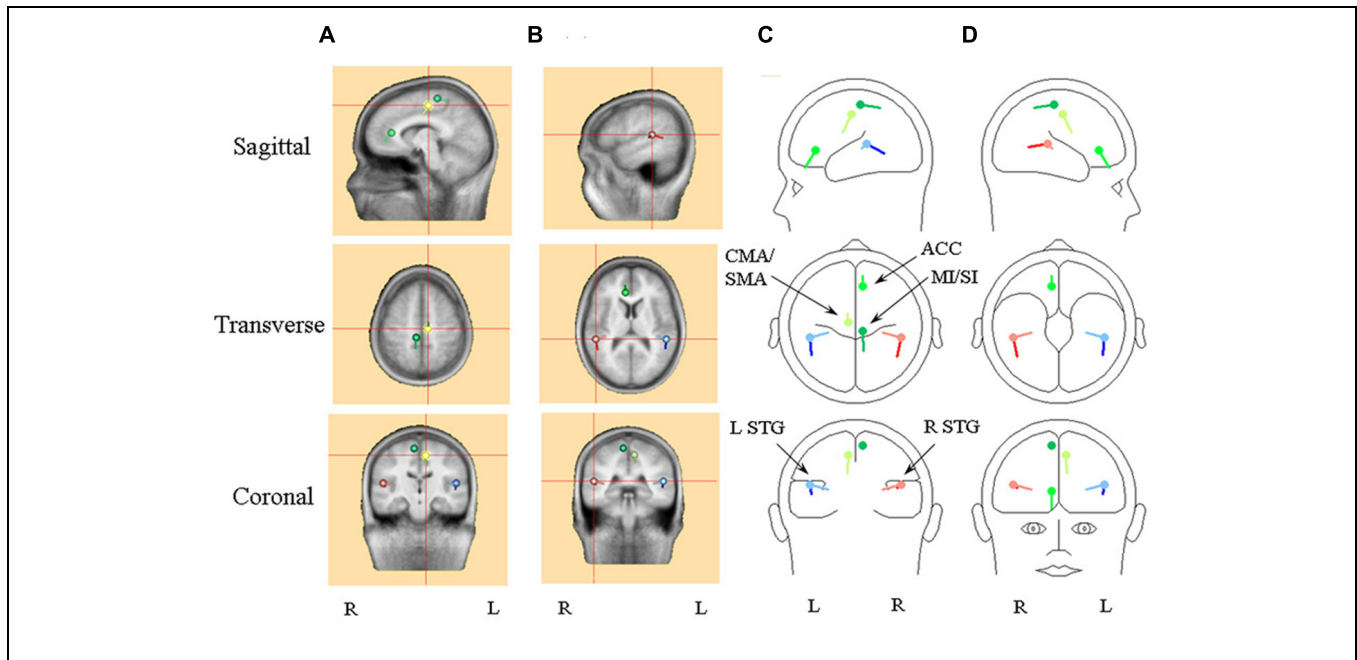 A B C D
Sagittal
Transverse
CMA/
SMA
ACC
MI/SI
L STG
R STG
Coronal
R L R L L R R L